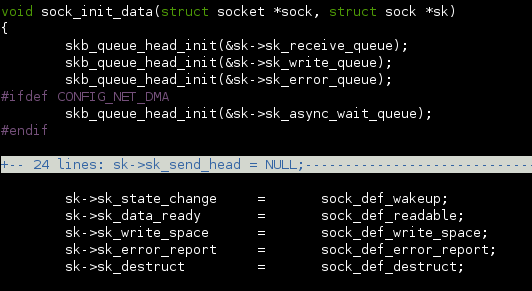 void sock_init_data(struct socket *sock, struct sock *sk)
{
        skb_queue_head_init(&sk->sk_receive_queue);
        skb_queue_head_init(&sk->sk_write_queue);
        skb_queue_head_init(&sk->sk_error_queue);
#ifdef CONFIG_NET_DMA
        skb_queue_head_init(&sk->sk_async_wait_queue);
#endif
+-- 24 lines: sk->sk_send_head = NULL;----------------------------
        sk->sk_state_change     =       sock_def_wakeup;
        sk->sk_data_ready       =       sock_def_readable;
        sk->sk_write_space      =       sock_def_write_space;
        sk->sk_error_report     =       sock_def_error_report;
        sk->sk_destruct         =       sock_def_destruct;